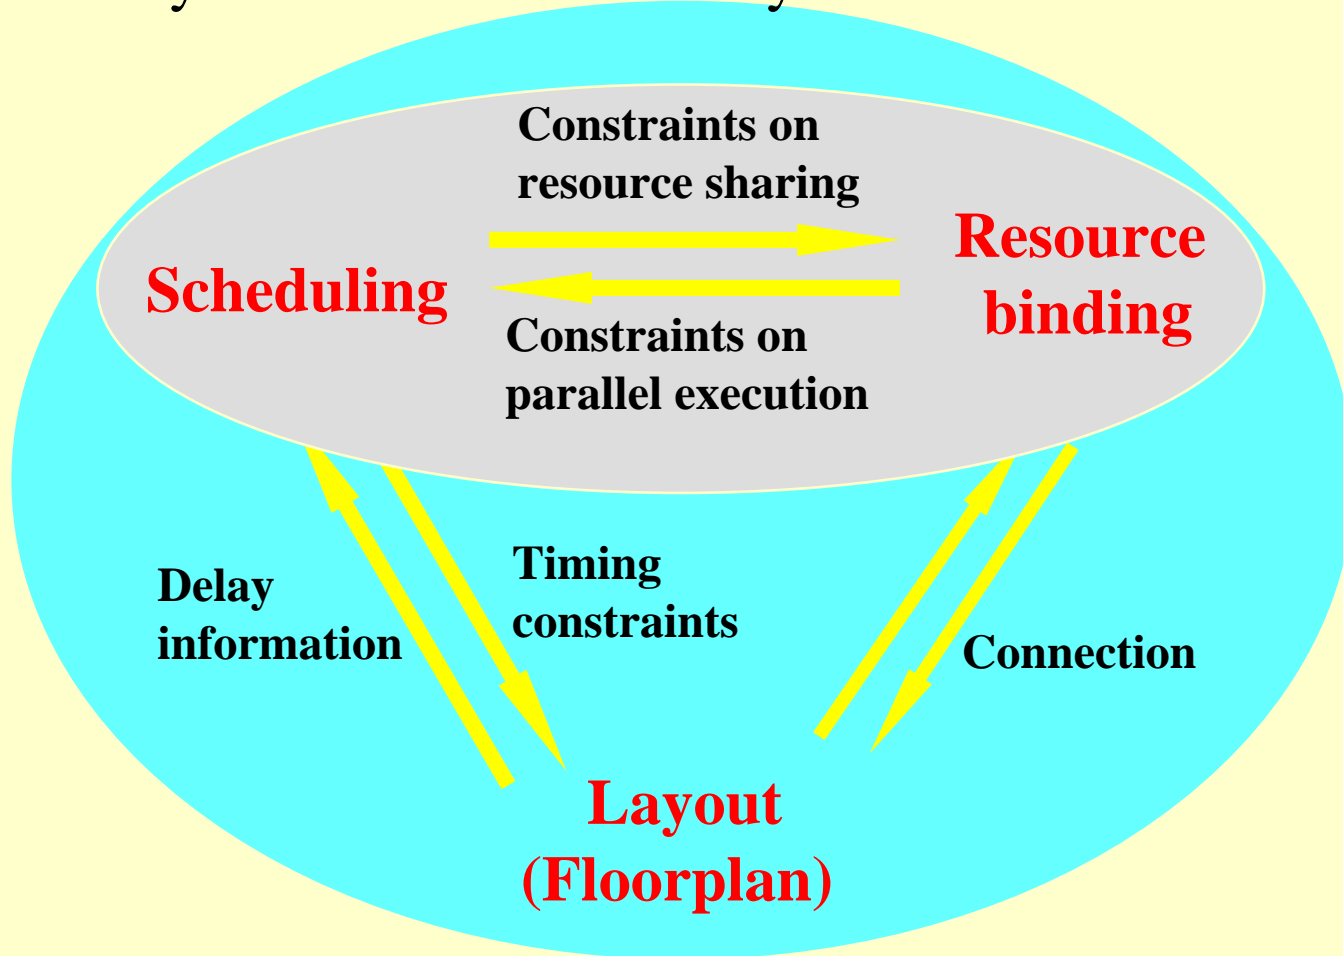 Constraints on
resource sharing
Scheduling
Resource
binding
Constraints on
parallel execution
Delay
information
Timing
constraints
Connection
Layout
(Floorplan)